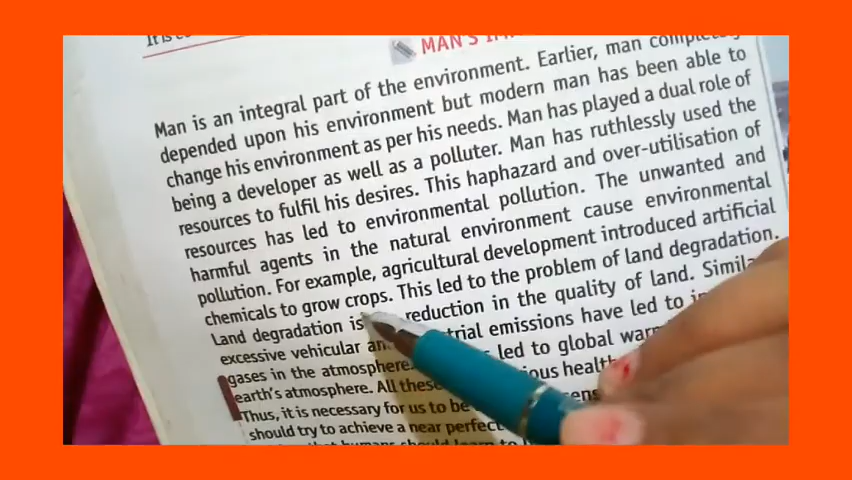 MAN'S
Man is an integral part of the environment. Earlier, man completely
depended upon his environment but modern man has been able to
change his environment as per his needs. Man has played a dual role of
being a developer as well as a polluter. Man has ruthlessly used the
resources to fulfil his desires. This haphazard and over-utilisation of
resources has led to environmental pollution. The unwanted and
harmful agents in the natural environment cause environmental
pollution. For example, agricultural development introduced artificial
chemicals to grow crops. This led to the problem of land degradation.
Land degradation is reduction in the quality of land.
excessive vehicular emissions have led to
gases in the atmosphere. led to global
earth's atmosphere. All these health
Thus, it is necessary for us to be
should try to achieve a near perfect
that humans should learn to